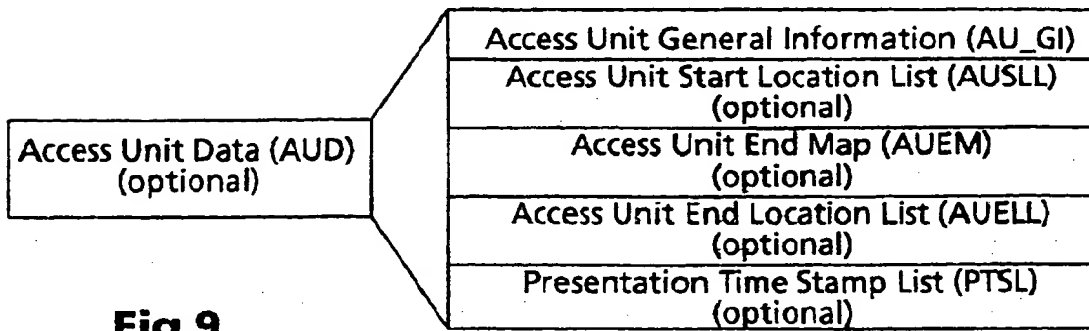 Access Unit Data (AUD)
(optional)
Access Unit General Information (AU_GI)
Access Unit Start Location List (AUSLL)
(optional)
Access Unit End Map (AUEM)
(optional)
Access Unit End Location List (AUELL)
(optional)
Presentation Time Stamp List (PTSL)
(optional)
Fig.9